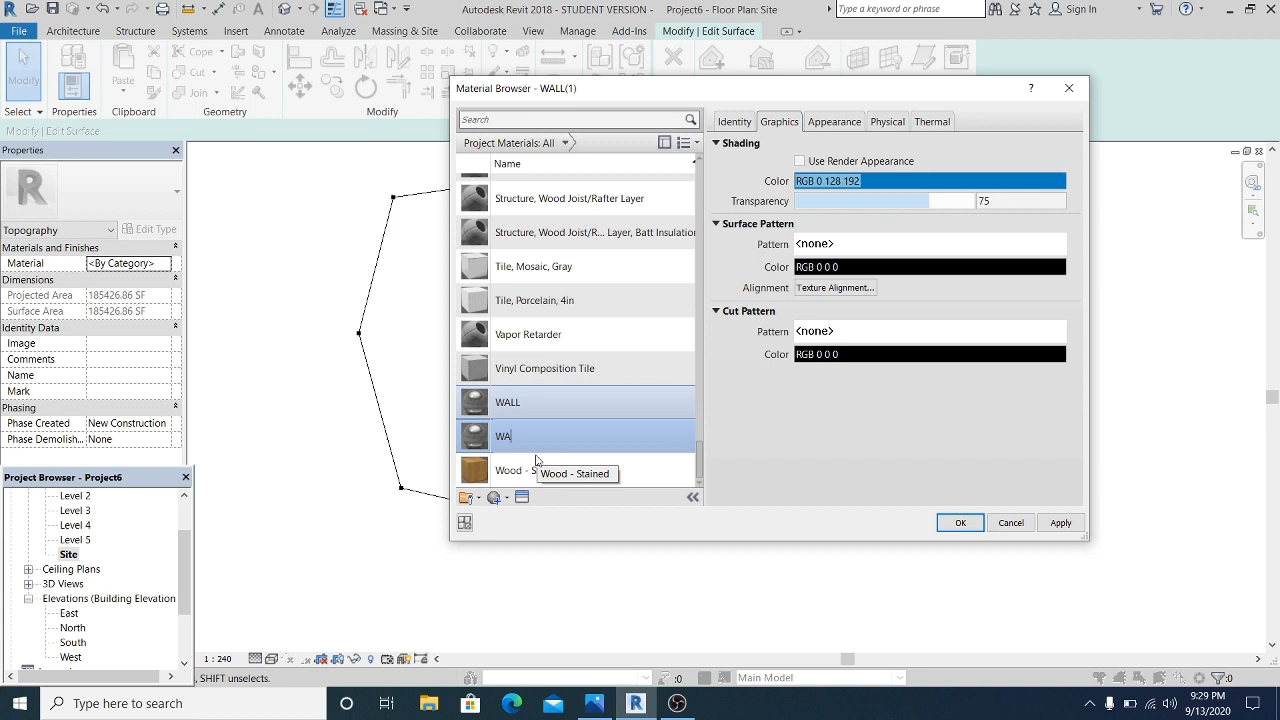 Autodesk Revit 2018 - STUDENT VERSION - Project6 - Floor Plan: Site
Type a keyword or phrase
Sign In
File Architecture Structure Systems Insert Annotate Analyze Massing & Site Collaborate View Manage Add-Ins Modify | Edit Surface
Modify
Paste
Cope
Cut
Join
Select Properties Clipboard Geometry Modify
Modify | Edit Surface
Properties
Topography
Edit Type
Materials and Finishes
Material <By Category>
Dimensions
Projected Area 185426.86 SF
Surface Area 185426.86 SF
Identity Data
Image
Comments
Name
Mark
Phasing
Phase Created New Construction
Phase Demolish... None
Project Browser - Project6
Level 2
Level 3
Level 4
Level 5
Site
Ceiling Plans
3D Views
Elevations (Building Elevation
East
North
South
West
Material Browser - WALL(1)
Search
Project Materials: All
Name
Structure, Wood Joist/Rafter Layer
Structure, Wood Joist/R... Layer, Batt Insulation
Tile, Mosaic, Gray
Tile, Porcelain, 4in
Vapor Retarder
Vinyl Composition Tile
WALL
WA
Wood - S
Wood - Stained
Identity Graphics Appearance Physical Thermal
Shading
Use Render Appearance
Color RGB 0 128 192
Transparency 75
Surface Pattern
Pattern <none>
Color RGB 0 0 0
Alignment Texture Alignment...
Cut Pattern
Pattern <none>
Color RGB 0 0 0
OK Cancel Apply
1 : 240
, SHIFT unselects.
:0
Main Model
:0
Type here to search
9:29 PM
9/13/2020